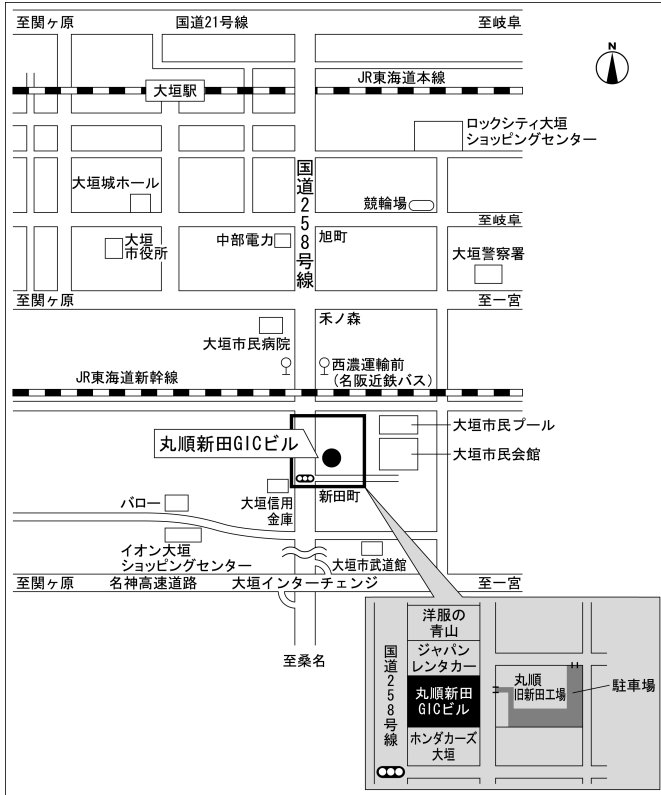 至関ヶ原
国道21号線
至岐阜
N
JR東海道本線
大垣駅
ロックシティ大垣
ショッピングセンター
大垣城ホール
国道258号線
競輪場
至岐阜
大垣
市役所
中部電力
旭町
大垣警察署
至関ヶ原
至一宮
禾ノ森
大垣市民病院
西濃運輸前
(名阪近鉄バス)
JR東海道新幹線
大垣市民プール
丸順新田GICビル
大垣市民会館
新田町
バロー
大垣信用
金庫
イオン大垣
ショッピングセンター
大垣市武道館
至関ヶ原
名神高速道路
大垣インターチェンジ
至一宮
至桑名
洋服の
青山
国道258号線
ジャパン
レンタカー
丸順新田
GICビル
丸順
旧新田工場
駐車場
ホンダカーズ
大垣